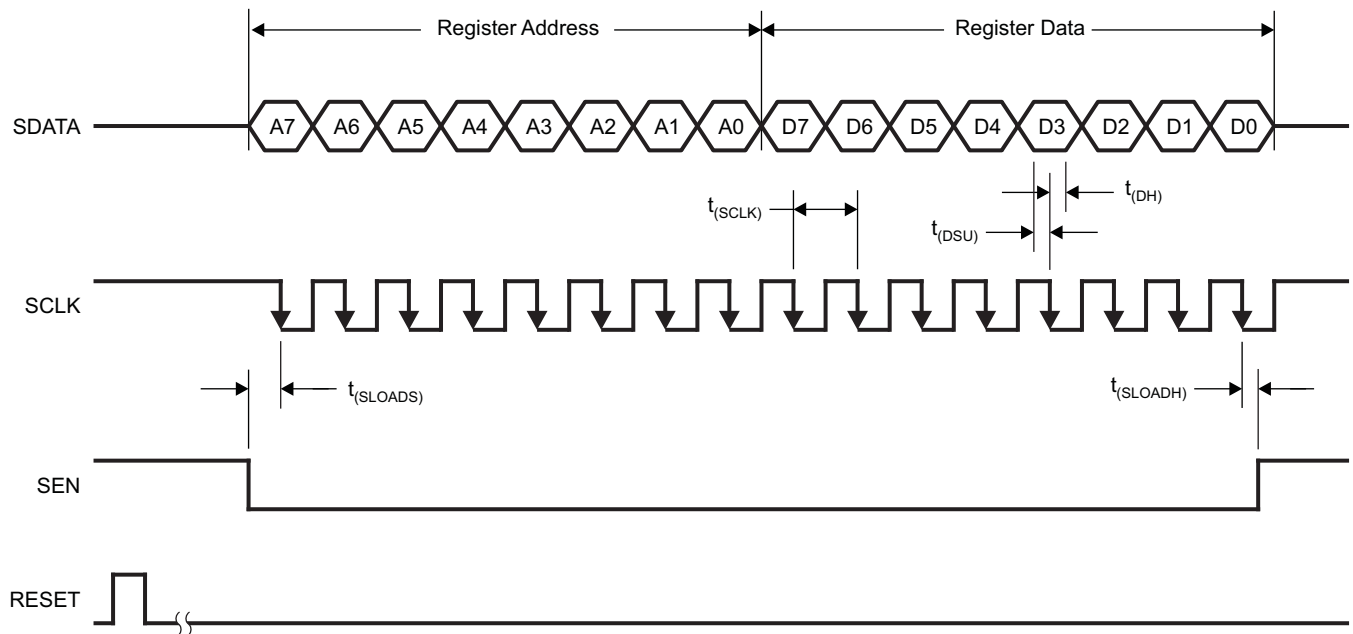 Register Address Register Data
SDATA A7 A6 A5 A4 A3 A2 A1 A0 D7 D6 D5 D4 D3 D2 D1 D0
t(DH)
t(SCLK)
t(DSU)
SCLK
t(SLOADS) t(SLOADH)
SEN
RESET